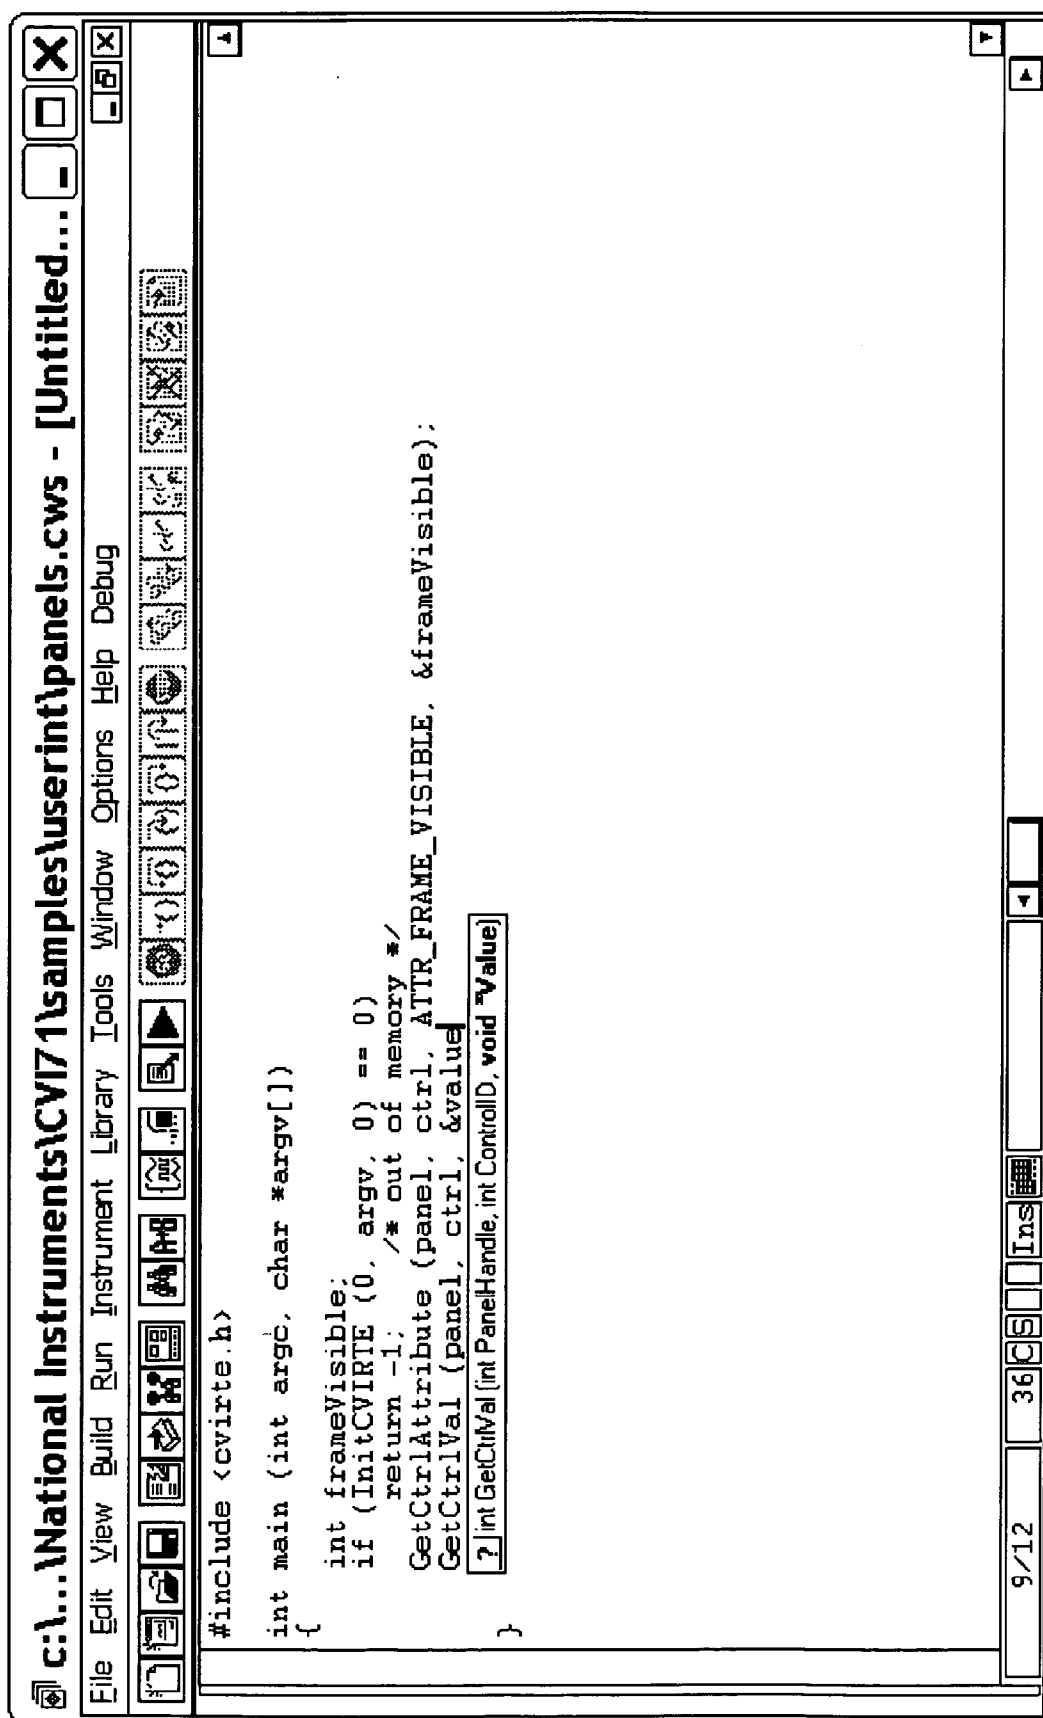 c:\...\National Instruments\CVI71\samples\userint\panels.cws - [Untitled...
File Edit View Build Run Instrument Library Tools Window Options Help Debug
#include <cvirte.h>
int main (int argc, char *argv[])
{
int frameVisible;
if (InitCVIRTE (0, argv, 0) == 0)
return -1; /* out of memory */
GetCtrlAttribute (panel, ctrl, ATTR_FRAME_VISIBLE, &frameVisible);
GetCtrlVal (panel, ctrl, &value
? int GetCtrlVal (int PanelHandle, int ControlID, void *Value)
}
9/12 36 C S Ins